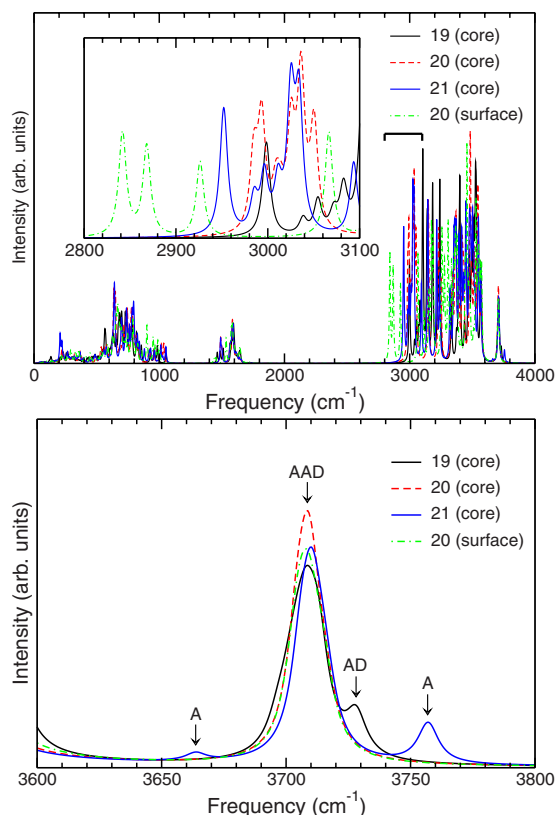 Intensity (arb. units)
19 (core)
20 (core)
21 (core)
20 (surface)
2800 2900 3000 3100
0 1000 2000 3000 4000
Frequency (cm⁻¹)
Intensity (arb. units)
AAD
19 (core)
20 (core)
21 (core)
20 (surface)
AD
A
A
3600 3650 3700 3750 3800
Frequency (cm⁻¹)